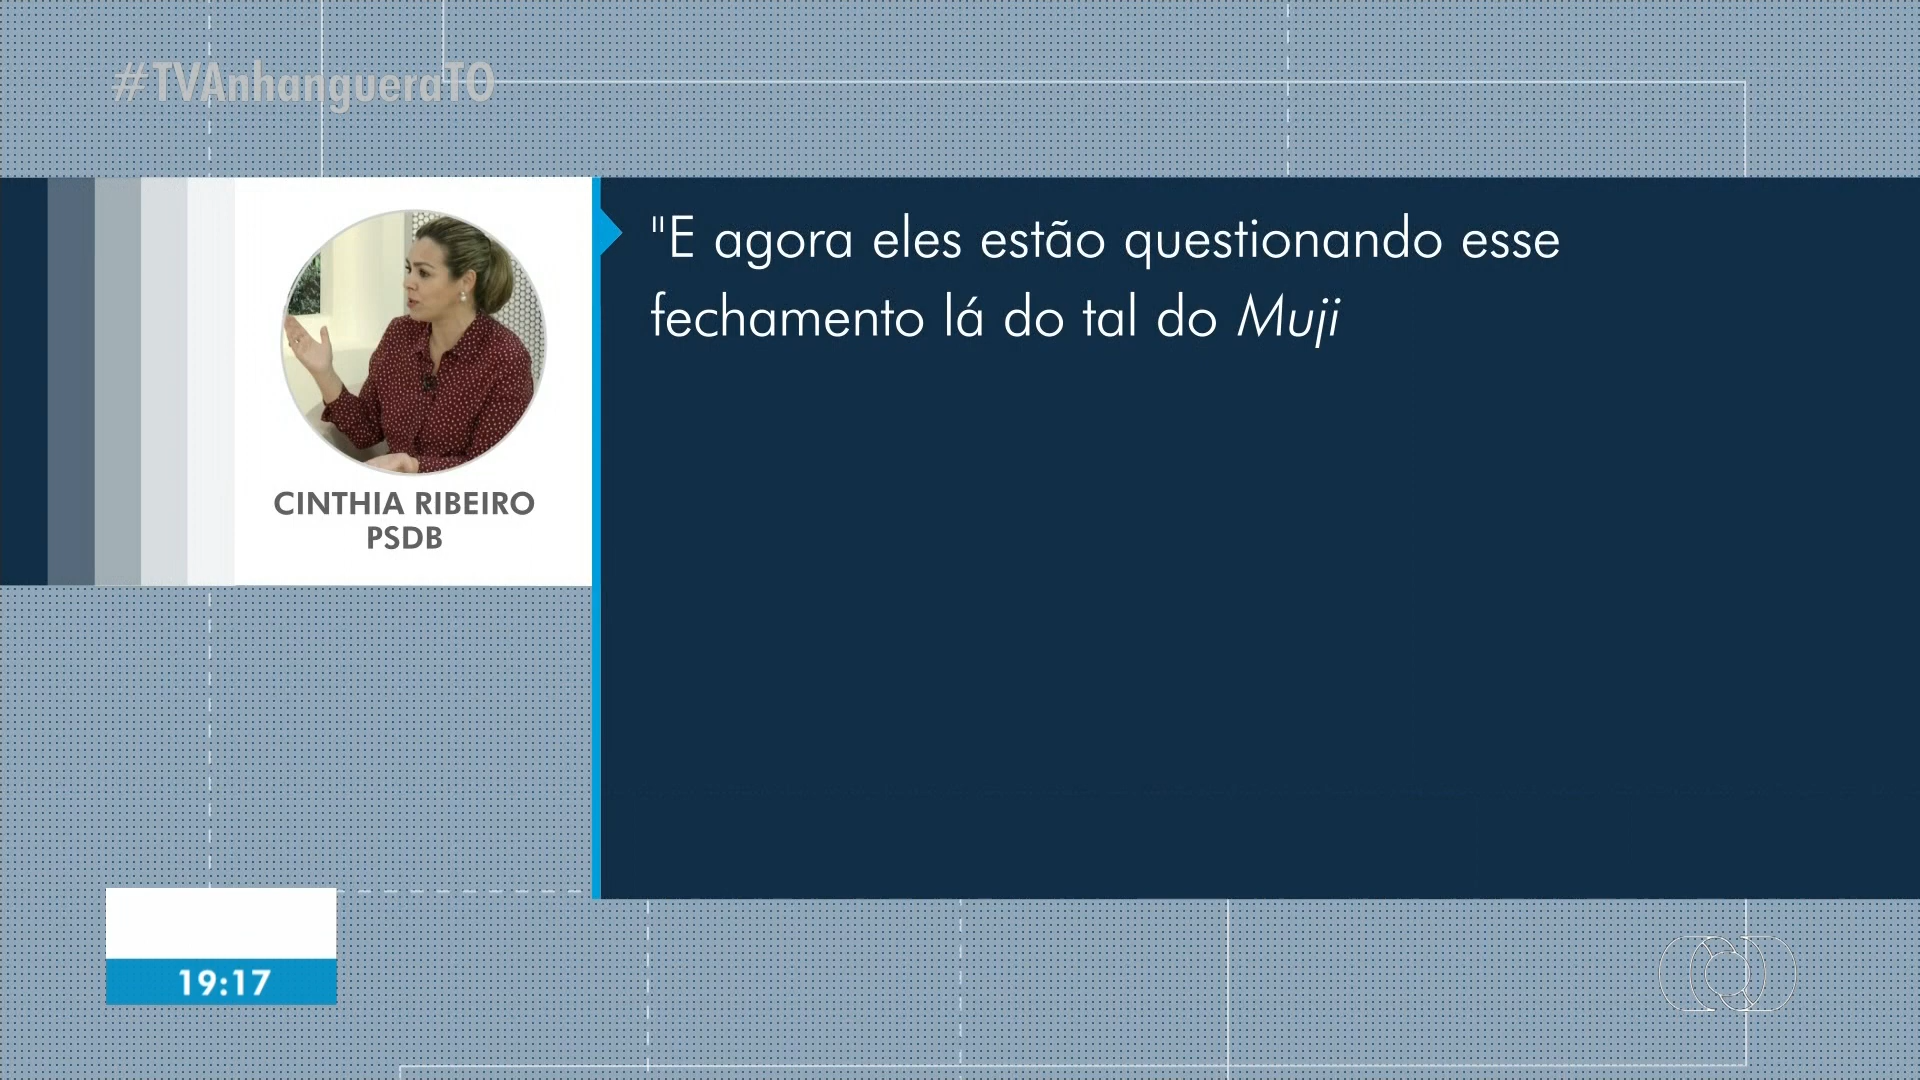 #TVAnhangueraTO
"E agora eles estão questionando esse
fechamento lá do tal do Muji
CINTHIA RIBEIRO
PSDB
19:17